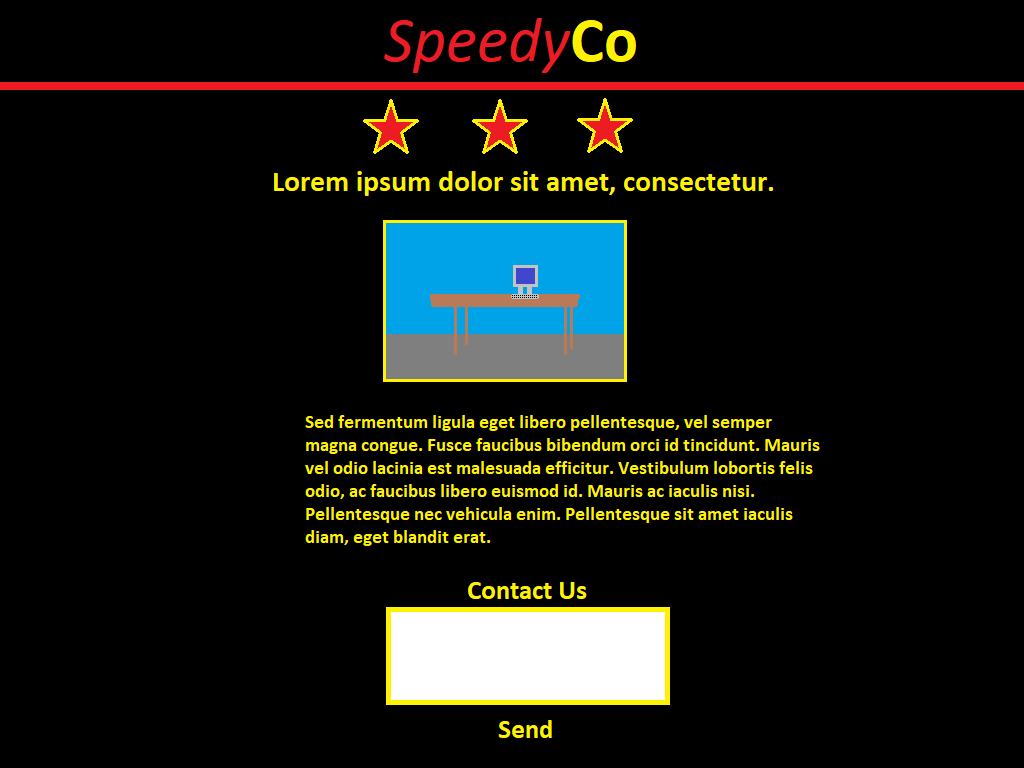 SpeedyCo
Lorem ipsum dolor sit amet, consectetur.
Sed fermentum ligula eget libero pellentesque, vel semper
magna congue. Fusce faucibus bibendum orci id tincidunt. Mauris
vel odio lacinia est malesuada efficitur. Vestibulum lobortis felis
odio, ac faucibus libero euismod id. Mauris ac iaculis nisi.
Pellentesque nec vehicula enim. Pellentesque sit amet iaculis
diam, eget blandit erat.
Contact Us
Send